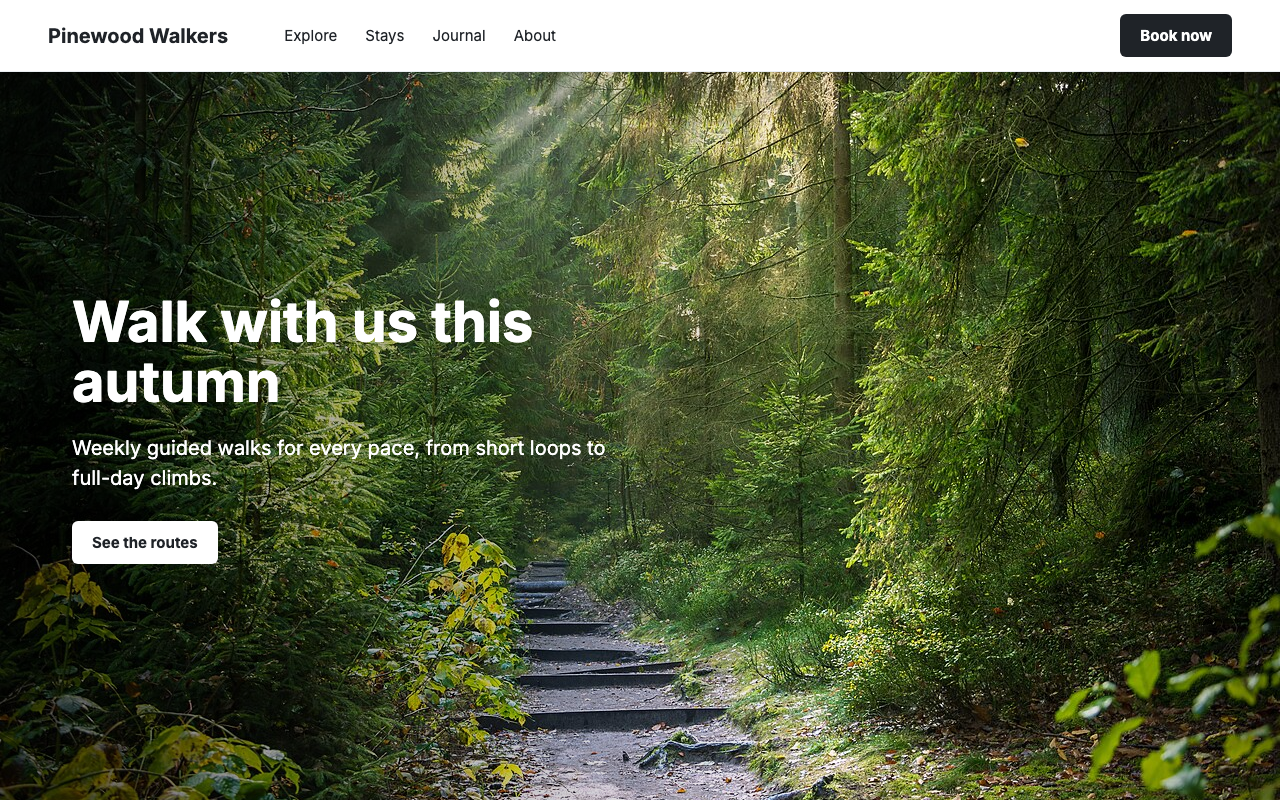 Pinewood Walkers
Explore
Stays
Journal
About
Book now
Walk with us this
autumn
Weekly guided walks for every pace, from short loops to
full-day climbs.
See the routes